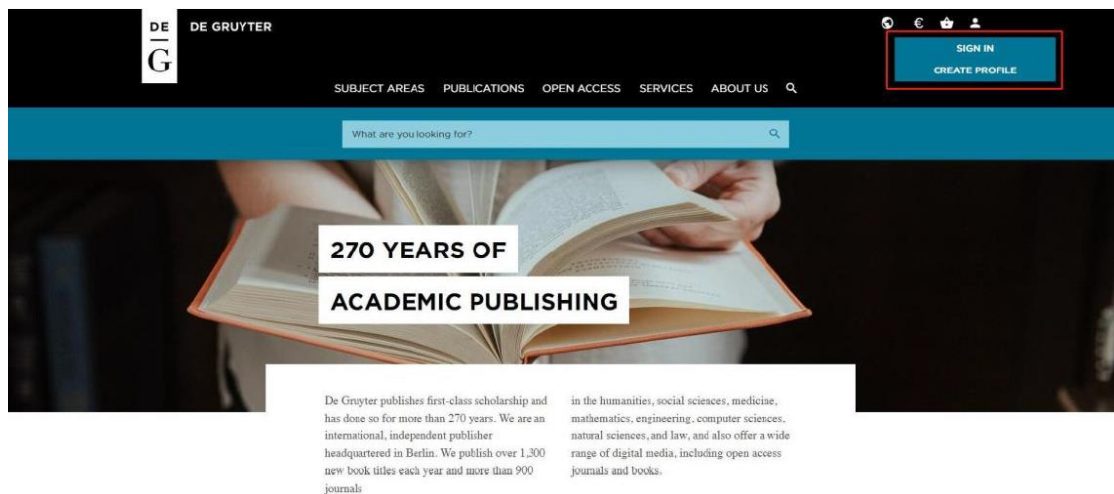 DE
G
DE GRUYTER
€
SIGN IN
CREATE PROFILE
SUBJECT AREAS PUBLICATIONS OPEN ACCESS SERVICES ABOUT US
What are you looking for?
270 YEARS OF
ACADEMIC PUBLISHING
De Gruyter publishes first-class scholarship and
has done so for more than 270 years. We are an
international, independent publisher
headquartered in Berlin. We publish over 1,300
new book titles each year and more than 900
journals
in the humanities, social sciences, medicine,
mathematics, engineering, computer sciences,
natural sciences, and law, and also offer a wide
range of digital media, including open access
journals and books.